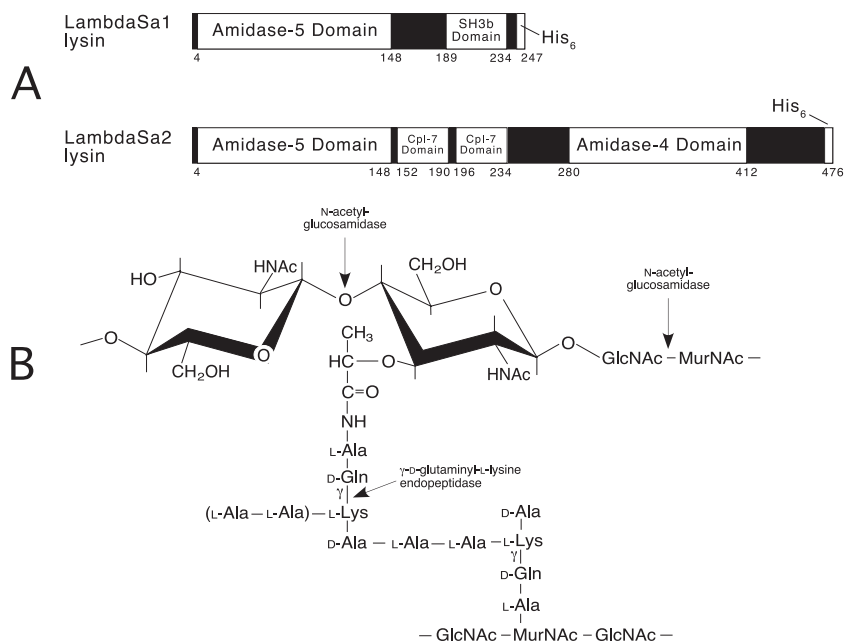 A
LambdaSa1
lysin
Amidase-5 Domain
SH3b
Domain
His6
4 148 189 234 247
LambdaSa2
lysin
Amidase-5 Domain
Cpl-7
Domain
Cpl-7
Domain
Amidase-4 Domain
His6
4 148 152 190 196 234 280 412 476
B
N-acetyl-
glucosamidase
N-acetyl-
glucosamidase
HO
HNAc
O
CH2OH
O
O
O
CH2OH
CH3
HC – O
HNAc
O
GlcNAc – MurNAc –
C=O
NH
L-Ala
D-Gln
γ
γ-D-glutaminyl-L-lysine
endopeptidase
(L-Ala – L-Ala) – L-Lys
D-Ala – L-Ala – L-Ala – L-Lys
D-Ala
γ
D-Gln
L-Ala
– GlcNAc – MurNAc – GlcNAc –